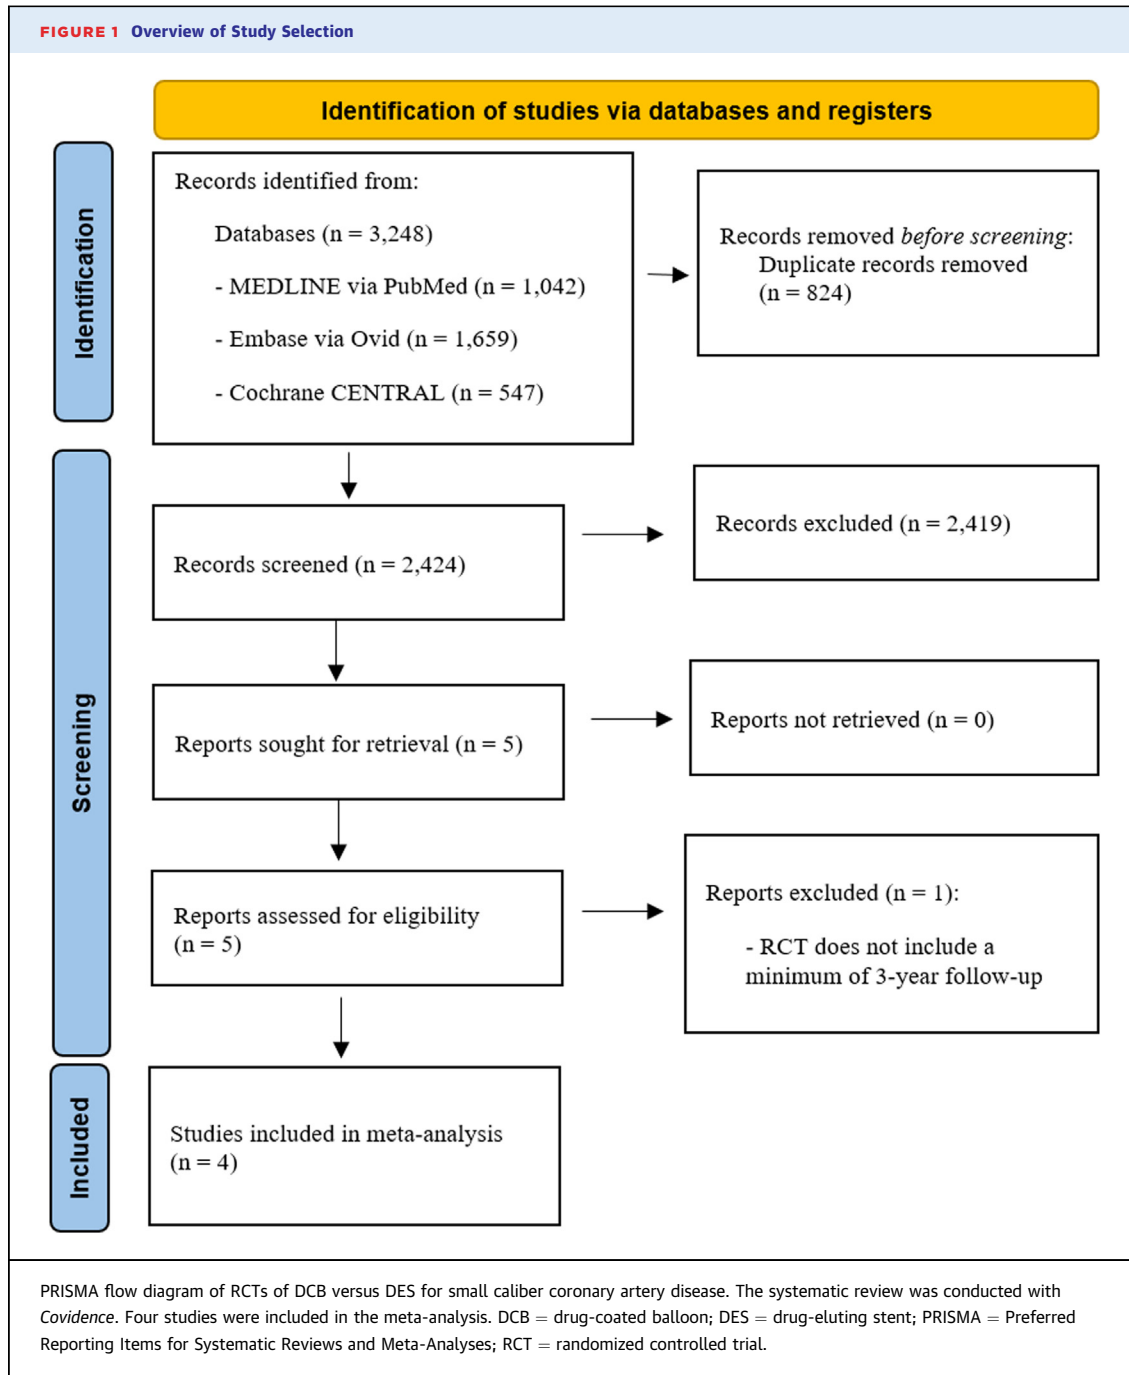 FIGURE 1 Overview of Study Selection
Identification of studies via databases and registers
Identification
Records identified from:
Databases (n = 3,248)
- MEDLINE via PubMed (n = 1,042)
- Embase via Ovid (n = 1,659)
- Cochrane CENTRAL (n = 547)
Records removed before screening:
Duplicate records removed
(n = 824)
Screening
Records screened (n = 2,424)
Records excluded (n = 2,419)
Reports sought for retrieval (n = 5)
Reports not retrieved (n = 0)
Reports assessed for eligibility
(n = 5)
Reports excluded (n = 1):
- RCT does not include a
minimum of 3-year follow-up
Included
Studies included in meta-analysis
(n = 4)
PRISMA flow diagram of RCTs of DCB versus DES for small caliber coronary artery disease. The systematic review was conducted with
Covidence. Four studies were included in the meta-analysis. DCB = drug-coated balloon; DES = drug-eluting stent; PRISMA = Preferred
Reporting Items for Systematic Reviews and Meta-Analyses; RCT = randomized controlled trial.